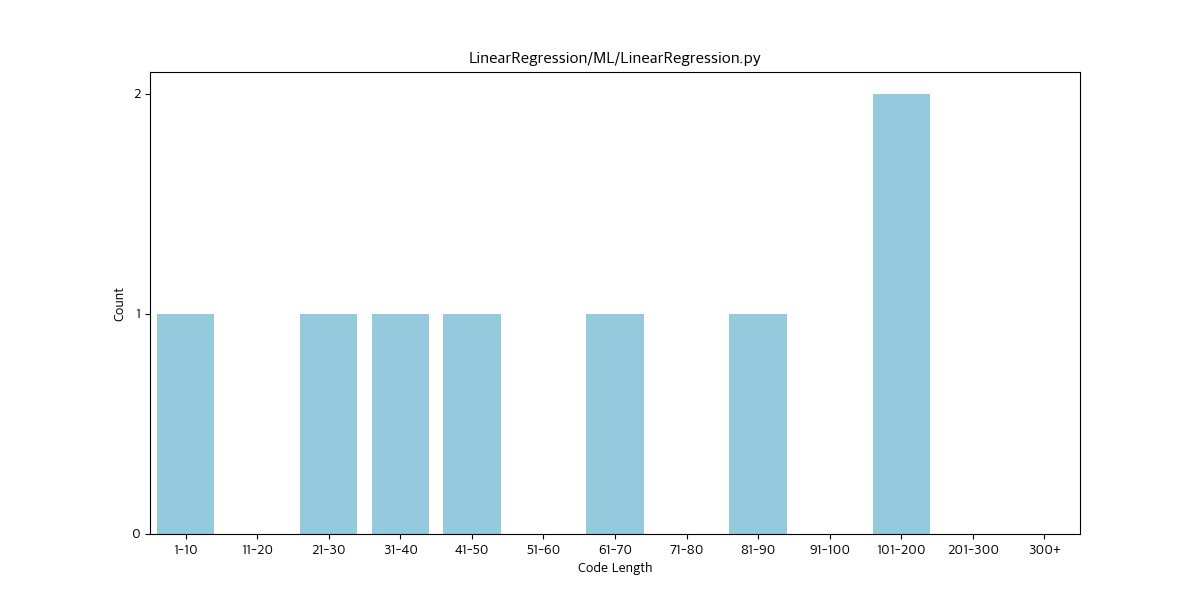 LinearRegression/ML/LinearRegression.py
Count
2
1
0
1-10 11-20 21-30 31-40 41-50 51-60 61-70 71-80 81-90 91-100 101-200 201-300 300+
Code Length